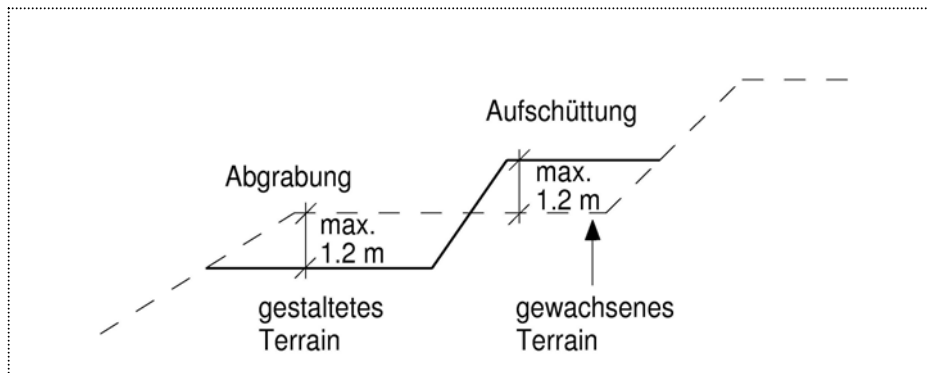 Aufschüttung
max.
1.2 m
Abgrabung
max.
1.2 m
gestaltetes
Terrain
gewachsenes
Terrain